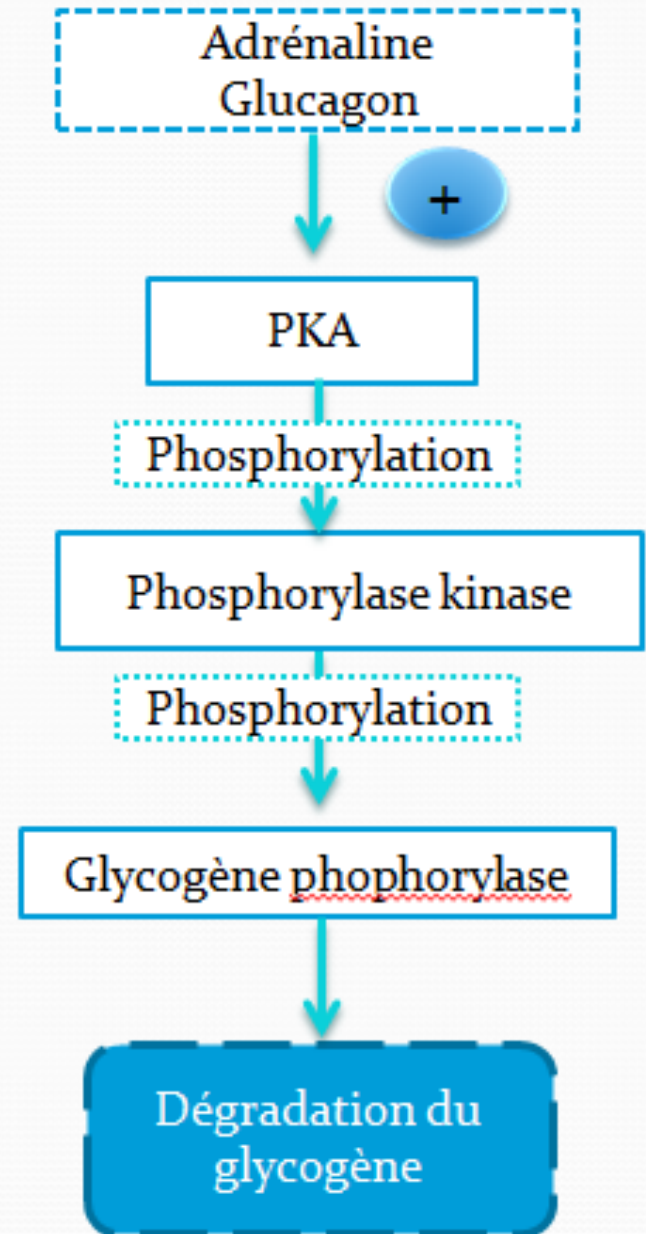 Adrénaline
Glucagon
+
PKA
Phosphorylation
Phosphorylase kinase
Phosphorylation
Glycogène phophorylase
Dégradation du
glycogène